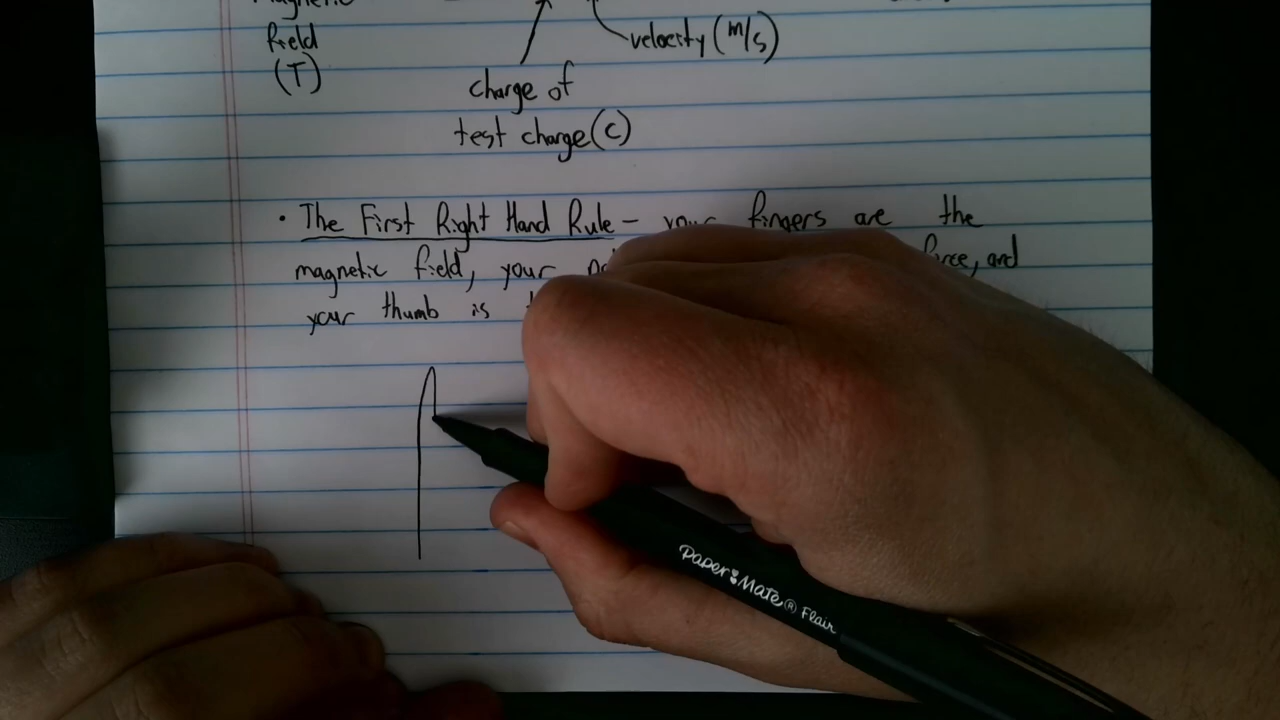 field
(T)
velocity (m/s)
charge of
test charge (C)
• The First Right Hand Rule – your fingers are the
magnetic field, your force, and
your thumb is
Paper Mate® Flair